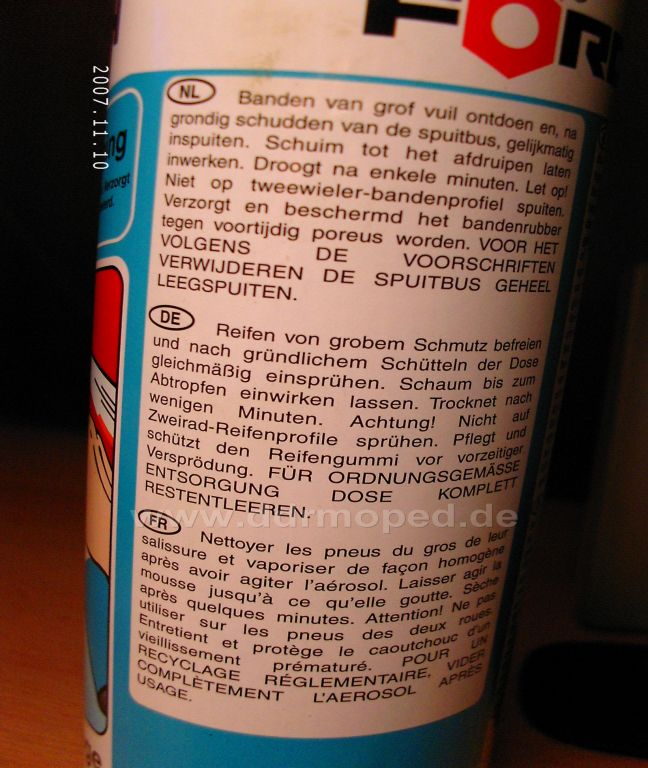 FOR
2007.11.10
ng
Verzorgt
NL Banden van grof vuil ontdoen en, na
grondig schudden van de spuitbus, gelijkmatig
inspuiten. Schuim tot het afdruipen laten
inwerken. Droogt na enkele minuten. Let op!
Niet op tweewieler-bandenprofiel spuiten.
Verzorgt en beschermd het bandenrubber
tegen voortijdig poreus worden. VOOR HET
VOLGENS DE VOORSCHRIFTEN
VERWIJDEREN DE SPUITBUS GEHEEL
LEEGSPUITEN.
DE Reifen von grobem Schmutz befreien
und nach gründlichem Schütteln der Dose
gleichmäßig einsprühen. Schaum bis zum
Abtropfen einwirken lassen. Trocknet nach
wenigen Minuten. Achtung! Nicht auf
Zweirad-Reifenprofile sprühen. Pflegt und
schützt den Reifengummi vor vorzeitiger
Versprödung. FÜR ORDNUNGSGEMÄSSE
ENTSORGUNG DOSE KOMPLETT
RESTENTLEEREN.
www.durmoped.de
FR Nettoyer les pneus du gros de leur
salissure et vaporiser de façon homogène
après avoir agiter l'aérosol. Laisser agir la
mousse jusqu'à ce qu'elle goutte. Sèche
après quelques minutes. Attention! Ne pas
utiliser sur les pneus des deux roues.
Entretient et protège le caoutchouc d'un
vieillissement prématuré. POUR UN
RECYCLAGE RÉGLEMENTAIRE, VIDER
COMPLÈTEMENT L'AEROSOL APRÈS
USAGE.